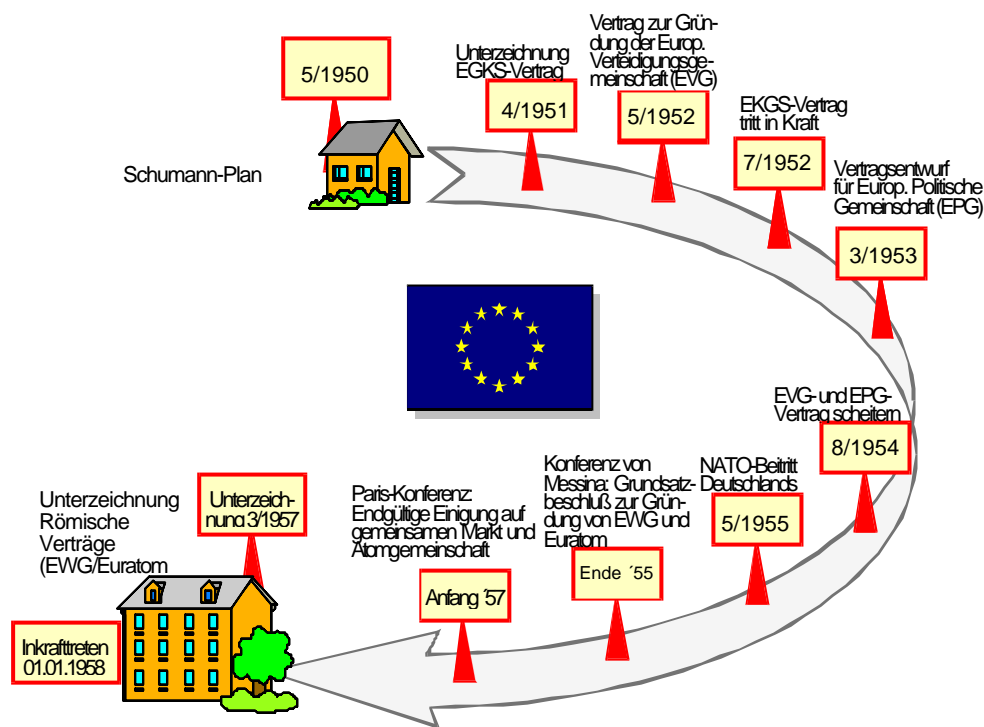 5/1950
Schumann-Plan
Unterzeichnung
EGKS-Vertrag
4/1951
Vertrag zur Grün-
dung der Europ.
Verteidigungsge-
meinschaft (EVG)
5/1952
EKGS-Vertrag
tritt in Kraft
7/1952
Vertragsentwurf
für Europ. Politische
Gemeinschaft (EPG)
3/1953
EVG- und EPG-
Vertrag scheitern
8/1954
NATO-Beitritt
Deutschlands
5/1955
Konferenz von
Messina: Grundsatz-
beschluß zur Grün-
dung von EWG und
Euratom
Ende ´55
Paris-Konferenz:
Endgültige Einigung auf
gemeinsamen Markt und
Atomgemeinschaft
Anfang ´57
Unterzeichnung
Römische
Verträge
(EWG/Euratom
Unterzeich-
nung 3/1957
Inkrafttreten
01.01.1958